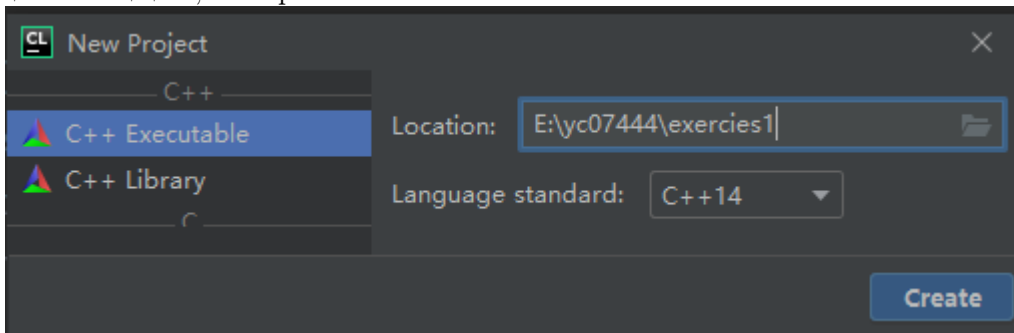 CL New Project
C++
C++ Executable
C++ Library
C
Location: E:\yc07444\exercies1
Language standard: C++14
Create